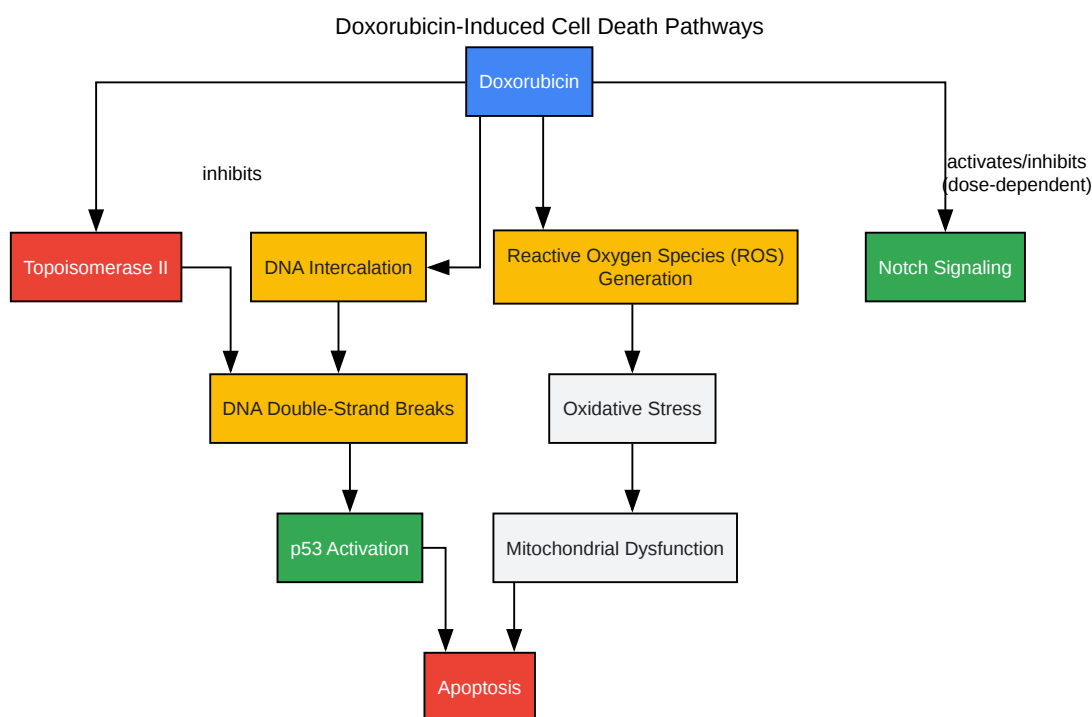 Doxorubicin-Induced Cell Death Pathways
Doxorubicin
inhibits
activates/inhibits
(dose-dependent)
Topoisomerase II
DNA Intercalation
Reactive Oxygen Species (ROS)
Generation
Notch Signaling
DNA Double-Strand Breaks
Oxidative Stress
p53 Activation
Mitochondrial Dysfunction
Apoptosis